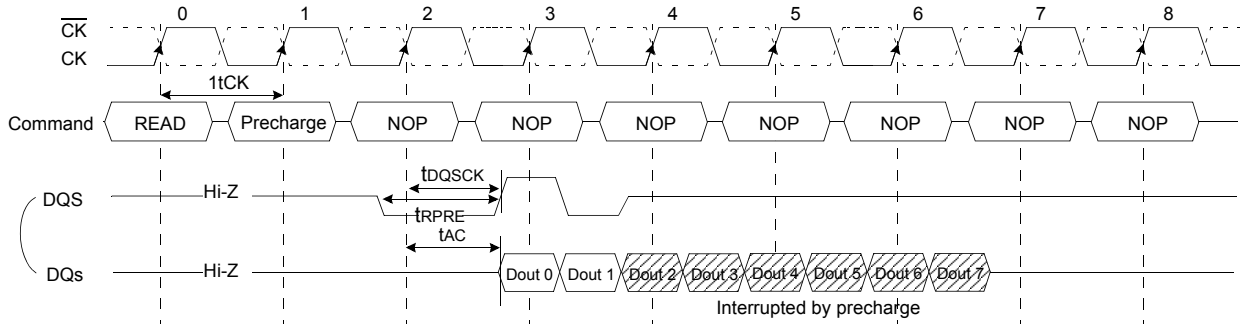 0 1 2 3 4 5 6 7 8
CK
CK
1tCK
Command READ Precharge NOP NOP NOP NOP NOP NOP NOP
tDQSCK
DQS Hi-Z
tRPRE
tAC
DQs Hi-Z Dout 0 Dout 1 Dout 2 Dout 3 Dout 4 Dout 5 Dout 6 Dout 7
Interrupted by precharge